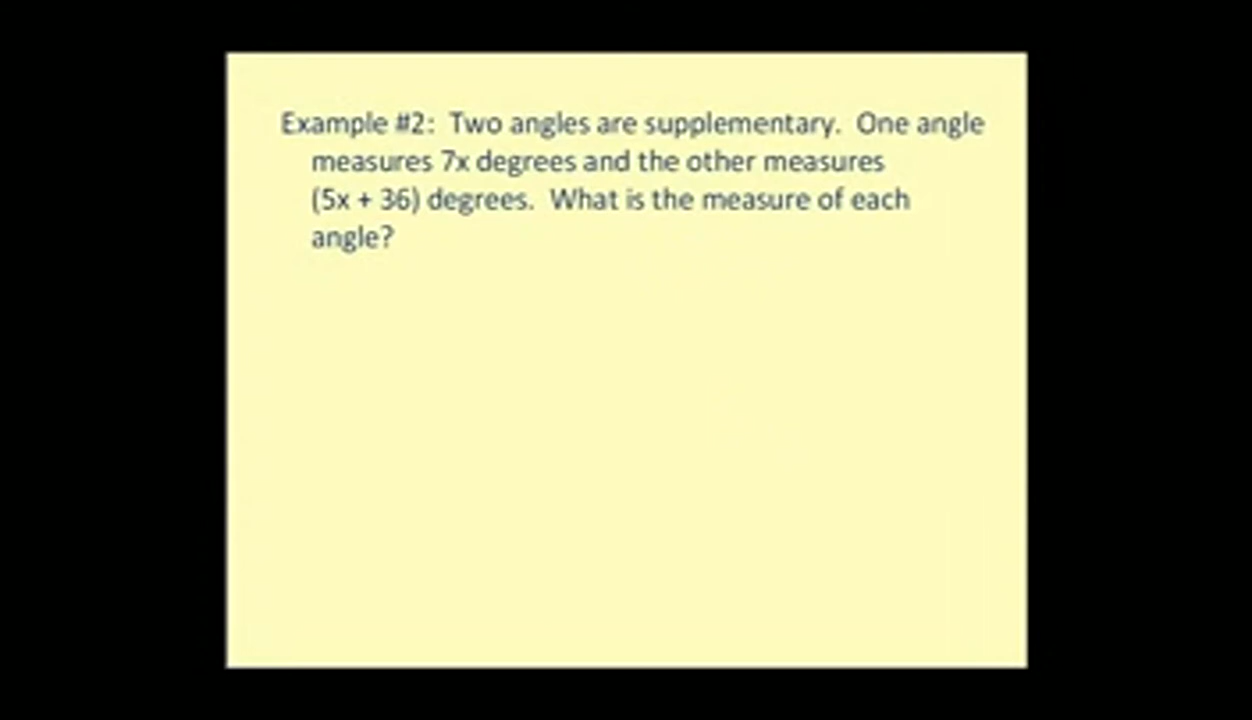 Example #2:  Two angles are supplementary.  One angle
measures 7x degrees and the other measures
(5x + 36) degrees.  What is the measure of each
angle?